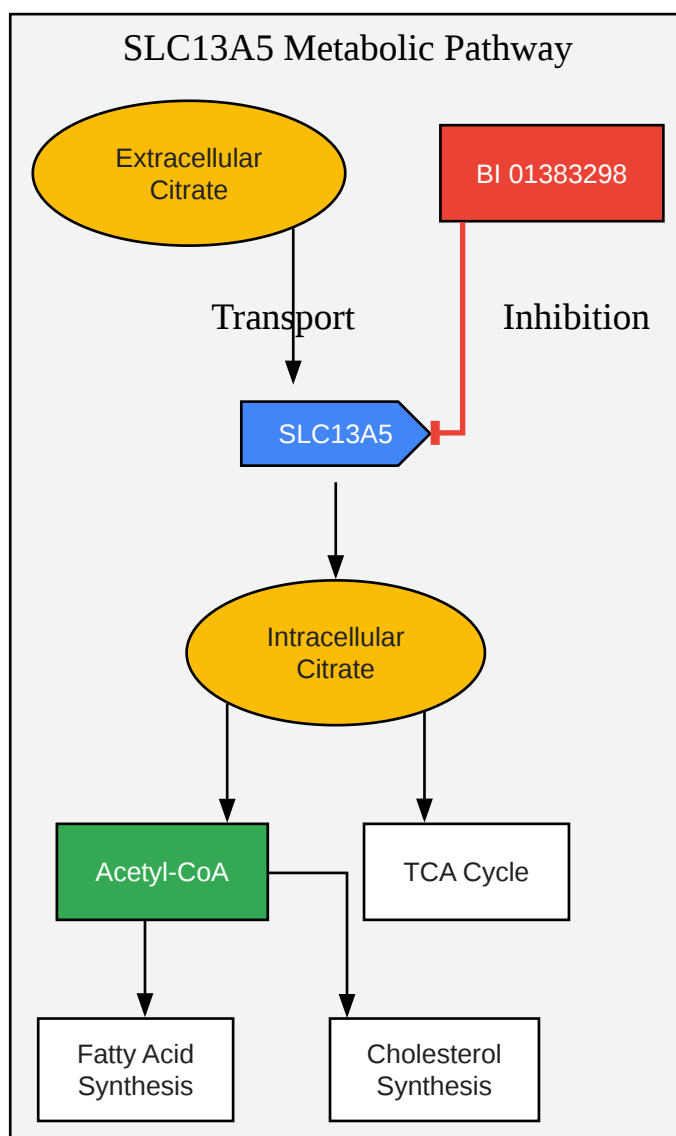 SLC13A5 Metabolic Pathway
Extracellular
Citrate
BI 01383298
Transport
Inhibition
SLC13A5
Intracellular
Citrate
Acetyl-CoA
TCA Cycle
Fatty Acid
Synthesis
Cholesterol
Synthesis